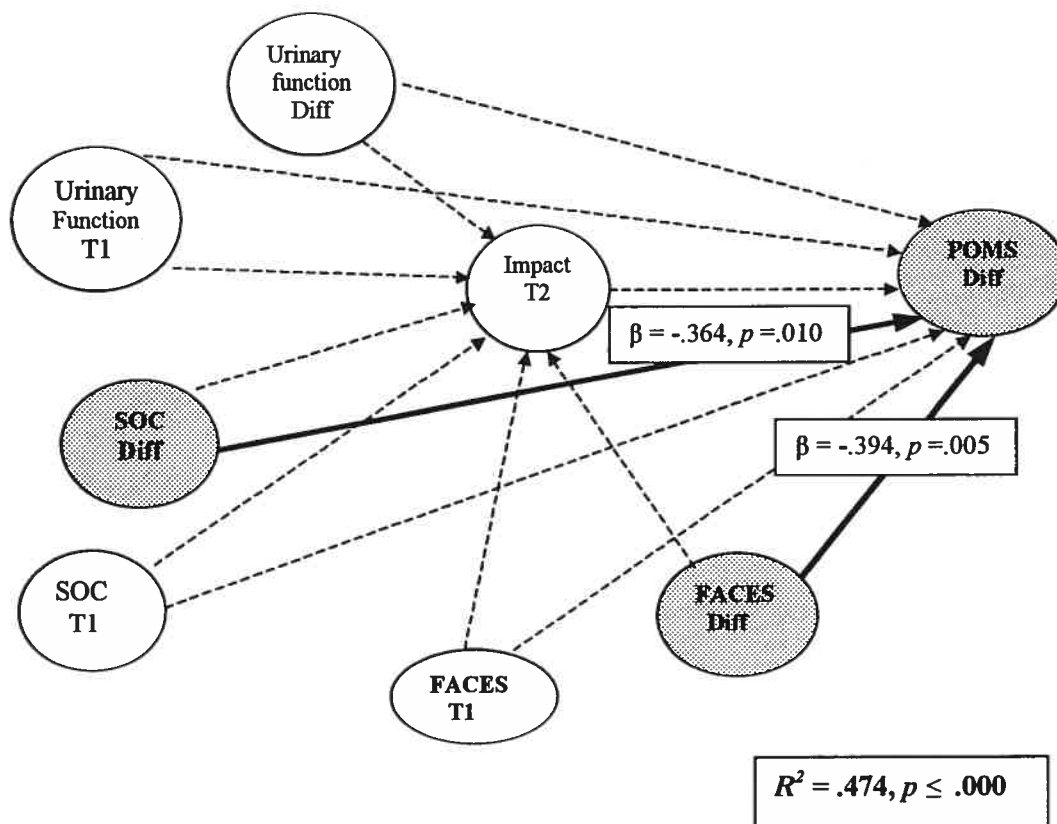 Urinary
function
Diff
Urinary
Function
T1
Impact
T2
POMS
Diff
β = -.364, p =.010
SOC
Diff
β = -.394, p =.005
SOC
T1
FACES
Diff
FACES
T1
R² = .474, p ≤ .000